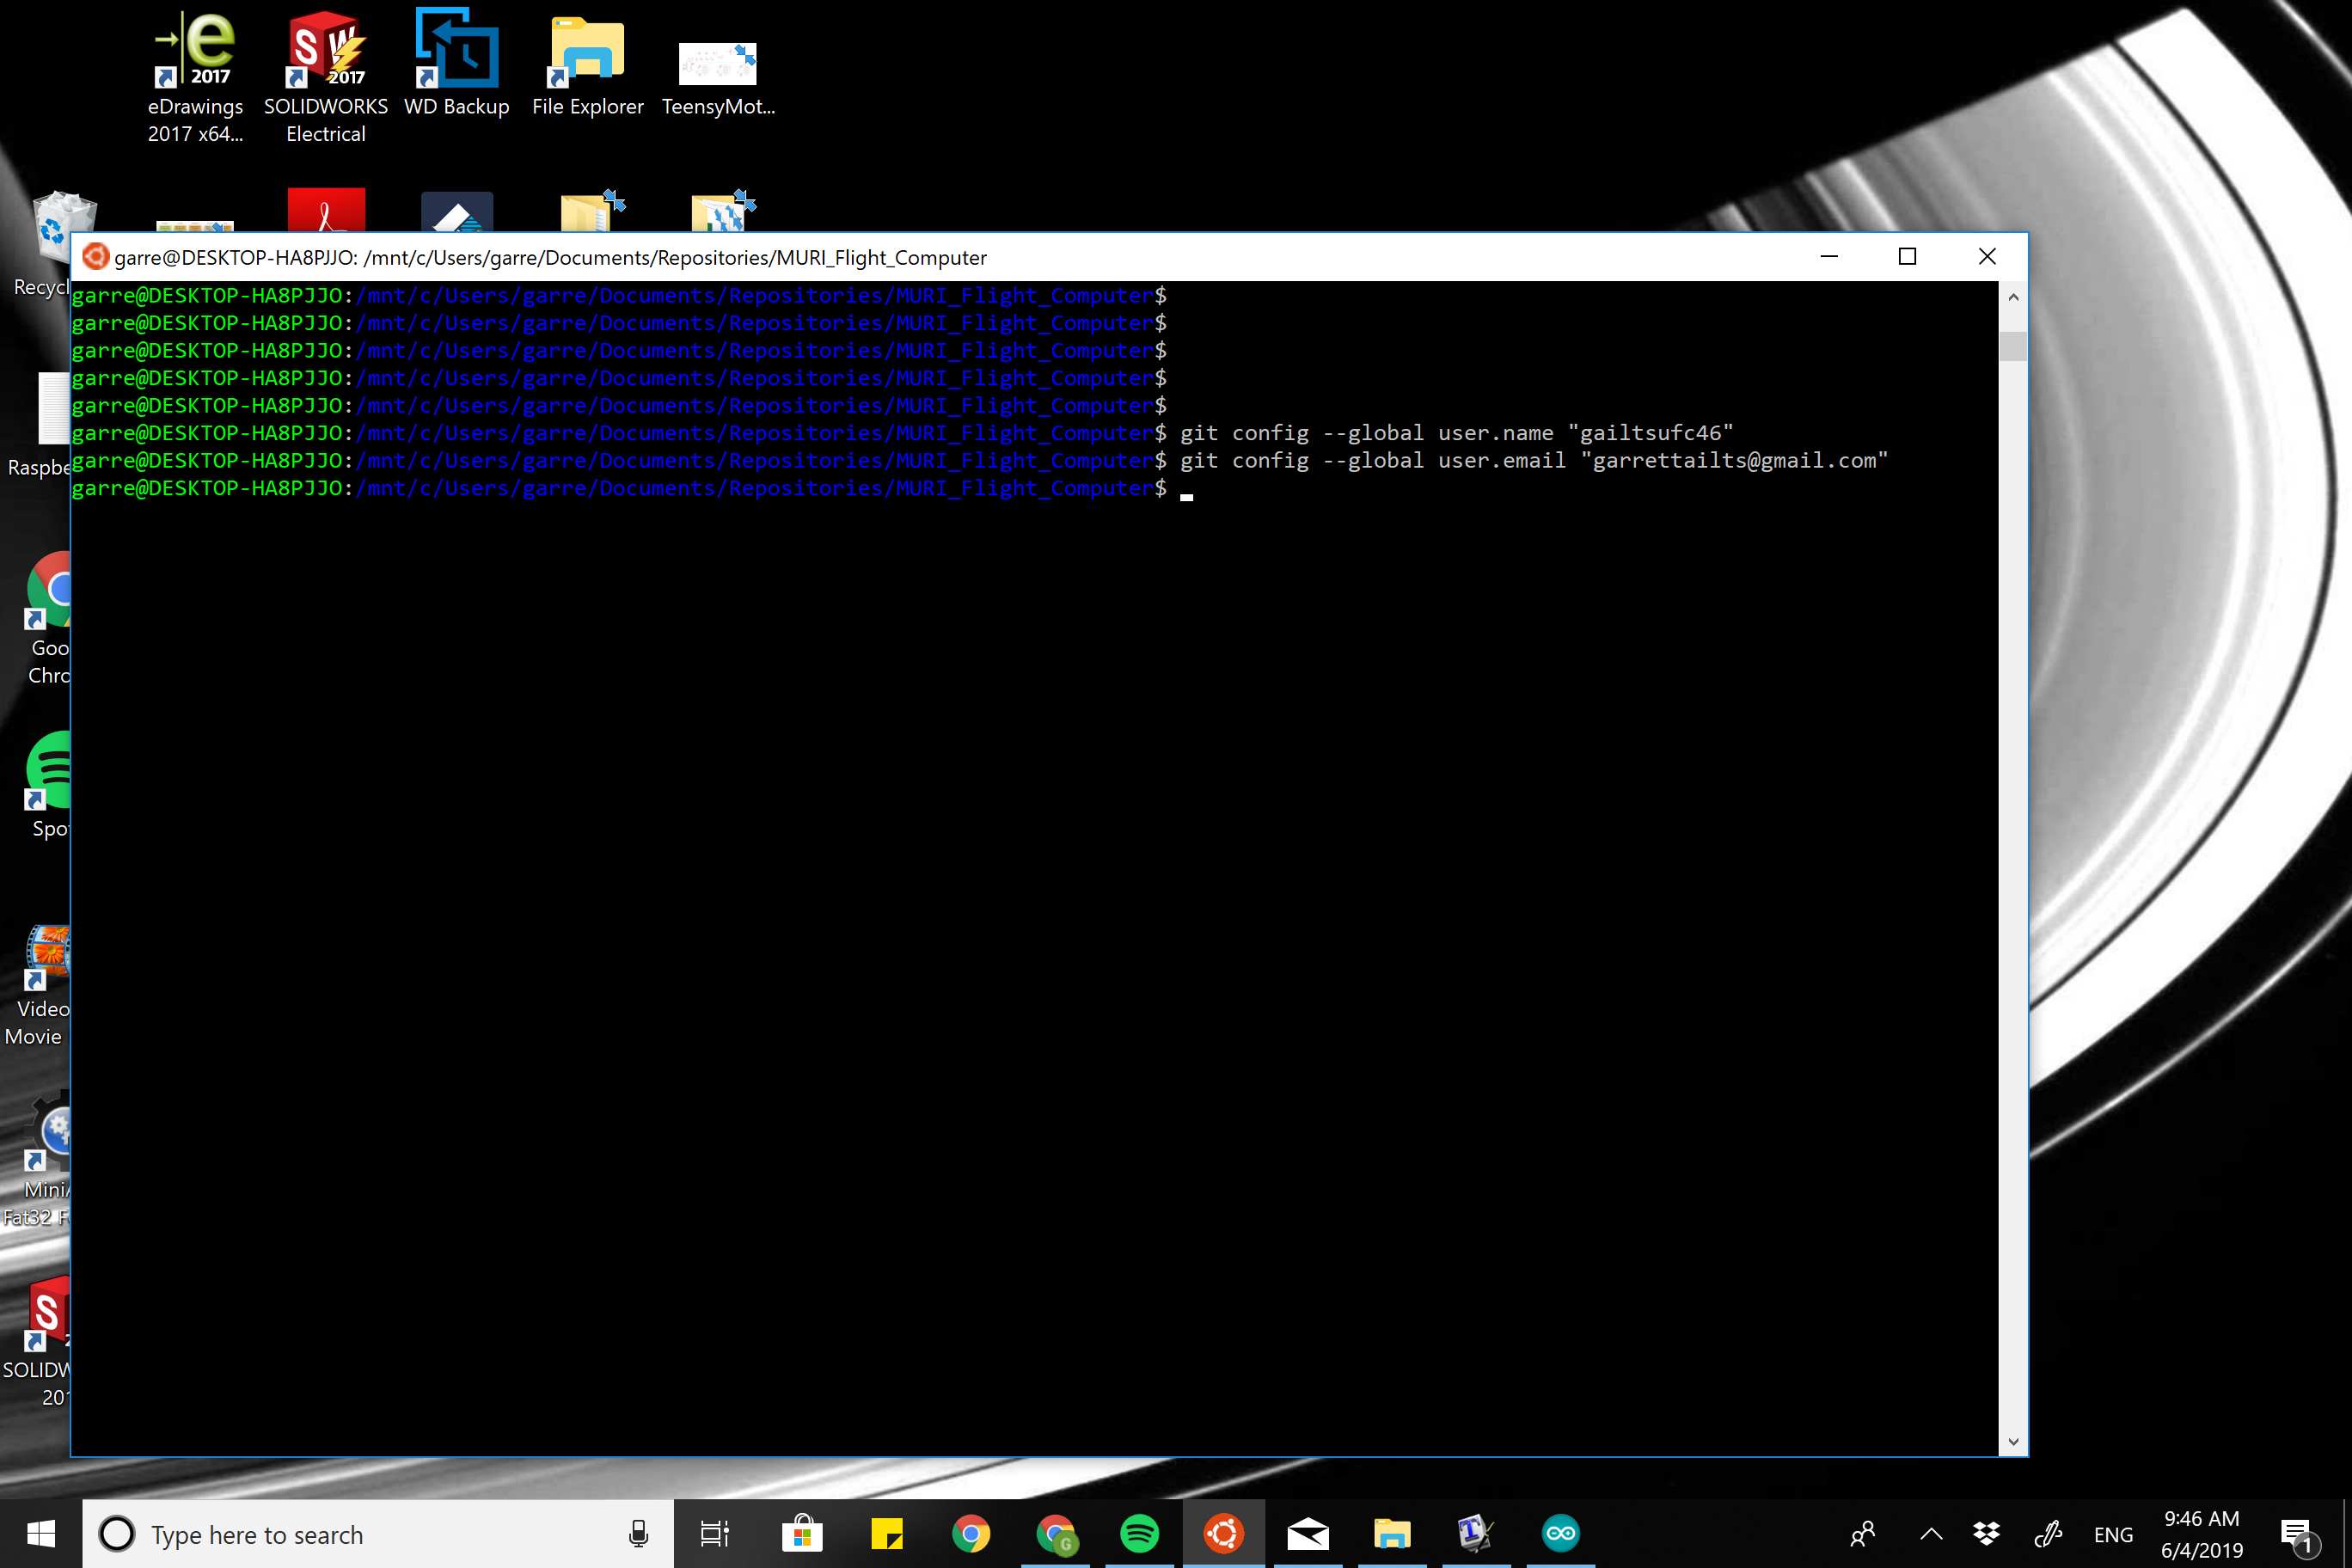 eDrawings
2017 x64...
SOLIDWORKS
Electrical
WD Backup
File Explorer
TeensyMot...
2017
2017
garre@DESKTOP-HA8PJJO: /mnt/c/Users/garre/Documents/Repositories/MURI_Flight_Computer
garre@DESKTOP-HA8PJJO:/mnt/c/Users/garre/Documents/Repositories/MURI_Flight_Computer$
garre@DESKTOP-HA8PJJO:/mnt/c/Users/garre/Documents/Repositories/MURI_Flight_Computer$
garre@DESKTOP-HA8PJJO:/mnt/c/Users/garre/Documents/Repositories/MURI_Flight_Computer$
garre@DESKTOP-HA8PJJO:/mnt/c/Users/garre/Documents/Repositories/MURI_Flight_Computer$
garre@DESKTOP-HA8PJJO:/mnt/c/Users/garre/Documents/Repositories/MURI_Flight_Computer$
garre@DESKTOP-HA8PJJO:/mnt/c/Users/garre/Documents/Repositories/MURI_Flight_Computer$ git config --global user.name "gailtsufc46"
garre@DESKTOP-HA8PJJO:/mnt/c/Users/garre/Documents/Repositories/MURI_Flight_Computer$ git config --global user.email "garrettailts@gmail.com"
garre@DESKTOP-HA8PJJO:/mnt/c/Users/garre/Documents/Repositories/MURI_Flight_Computer$
Recycl
Raspbe
Goo
Chro
Spot
Video
Movie
Mini
Fat32 F
SOLIDW
201
Type here to search
ENG
9:46 AM
6/4/2019
1